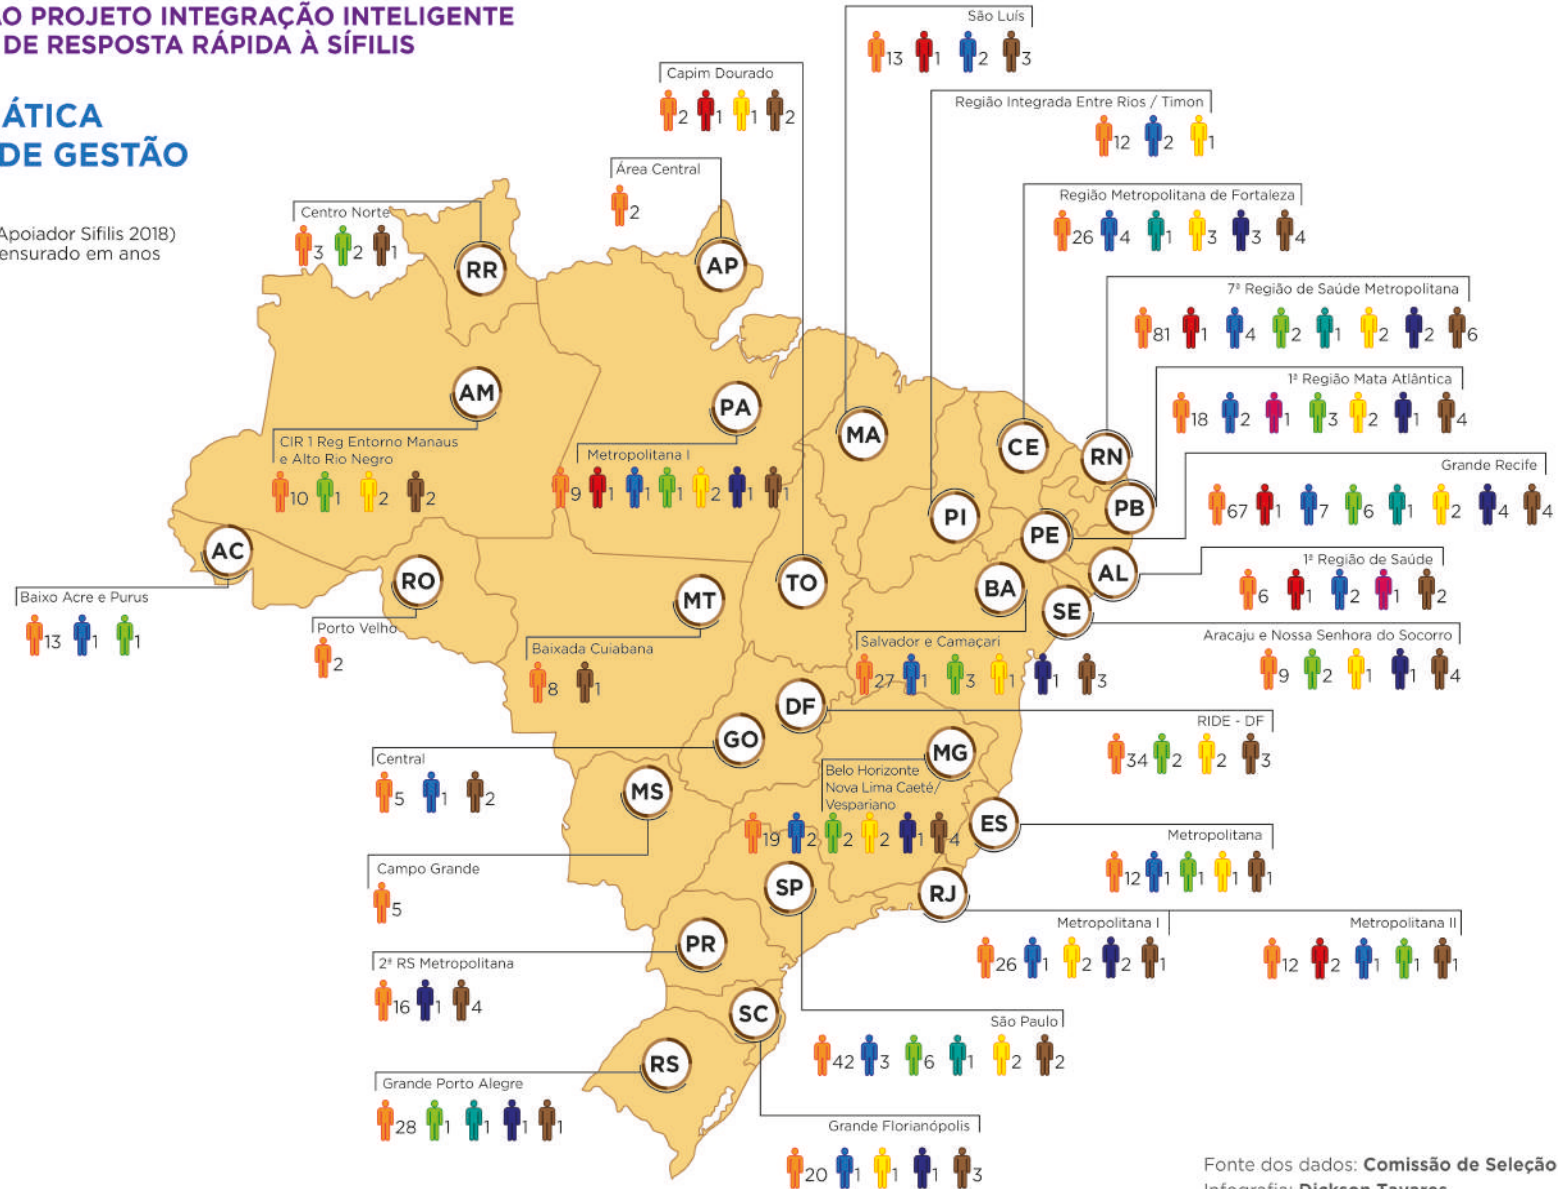 AO PROJETO INTEGRAÇÃO INTELIGENTE
DE RESPOSTA RÁPIDA À SÍFILIS
ÁTICA
DE GESTÃO
Apoiador Sifilis 2018)
ensurado em anos
São Luís
13 1 2 3
Capim Dourado
2 1 1 2
Região Integrada Entre Rios / Timon
12 2 1
Área Central
2
Região Metropolitana de Fortaleza
26 4 1 3 3 4
Centro Norte
3 2 1
RR
AP
7ª Região de Saúde Metropolitana
81 1 4 2 1 2 2 6
1ª Região Mata Atlântica
18 2 1 3 2 1 4
AM
PA
MA
CE
RN
CIR 1 Reg Entorno Manaus
e Alto Rio Negro
10 1 2 2
Metropolitana I
9 1 1 1 2 1 1
Grande Recife
67 1 7 6 1 2 4 4
PI
PB
PE
AC
RO
MT
TO
BA
AL
SE
1ª Região de Saúde
6 1 2 1 2
Baixo Acre e Purus
13 1 1
Porto Velho
2
Baixada Cuiabana
8 1
Salvador e Camaçari
27 1 3 1 1 3
Aracaju e Nossa Senhora do Socorro
9 2 1 1 4
DF
RIDE - DF
34 2 2 3
GO
MG
Central
5 1 2
MS
Belo Horizonte
Nova Lima Caeté/
Vespariano
19 2 2 2 1 4
ES
Metropolitana
12 1 1 1 1
Campo Grande
5
SP
RJ
Metropolitana I
26 1 2 2 1
Metropolitana II
12 2 1 1 1
PR
2ª RS Metropolitana
16 1 4
SC
São Paulo
42 3 6 1 2 2
RS
Grande Porto Alegre
28 1 1 1 1
Grande Florianópolis
20 1 1 1 3
Fonte dos dados: Comissão de Seleção
Infografia: Dickson Tavares